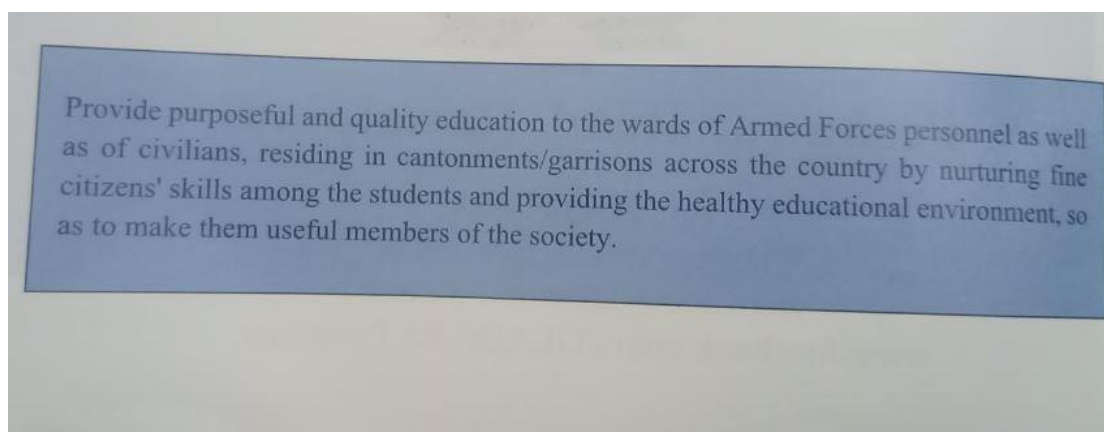 Provide purposeful and quality education to the wards of Armed Forces personnel as well
as of civilians, residing in cantonments/garrisons across the country by nurturing fine
citizens' skills among the students and providing the healthy educational environment, so
as to make them useful members of the society.